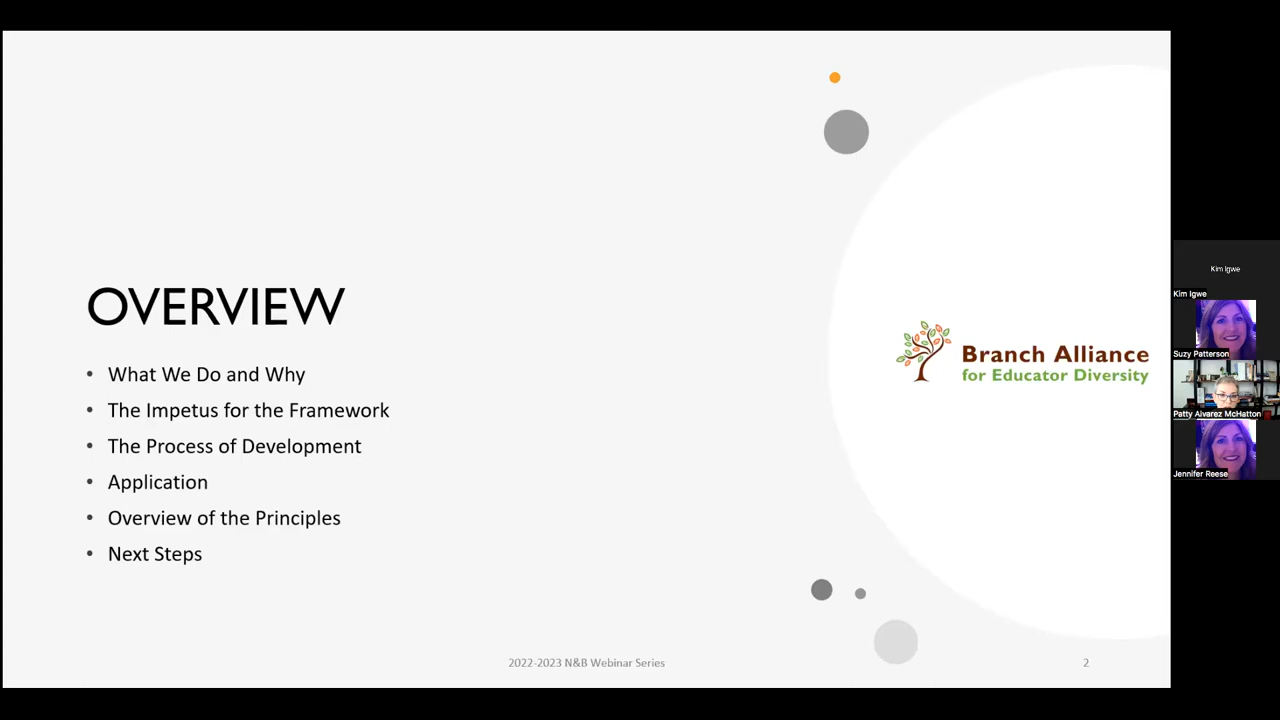 OVERVIEW
• What We Do and Why
• The Impetus for the Framework
• The Process of Development
• Application
• Overview of the Principles
• Next Steps
Branch Alliance
for Educator Diversity
2022-2023 N&B Webinar Series
2
Kim Igwe
Kim Igwe
Suzy Patterson
Patty Alvarez McHatton
Jennifer Reese